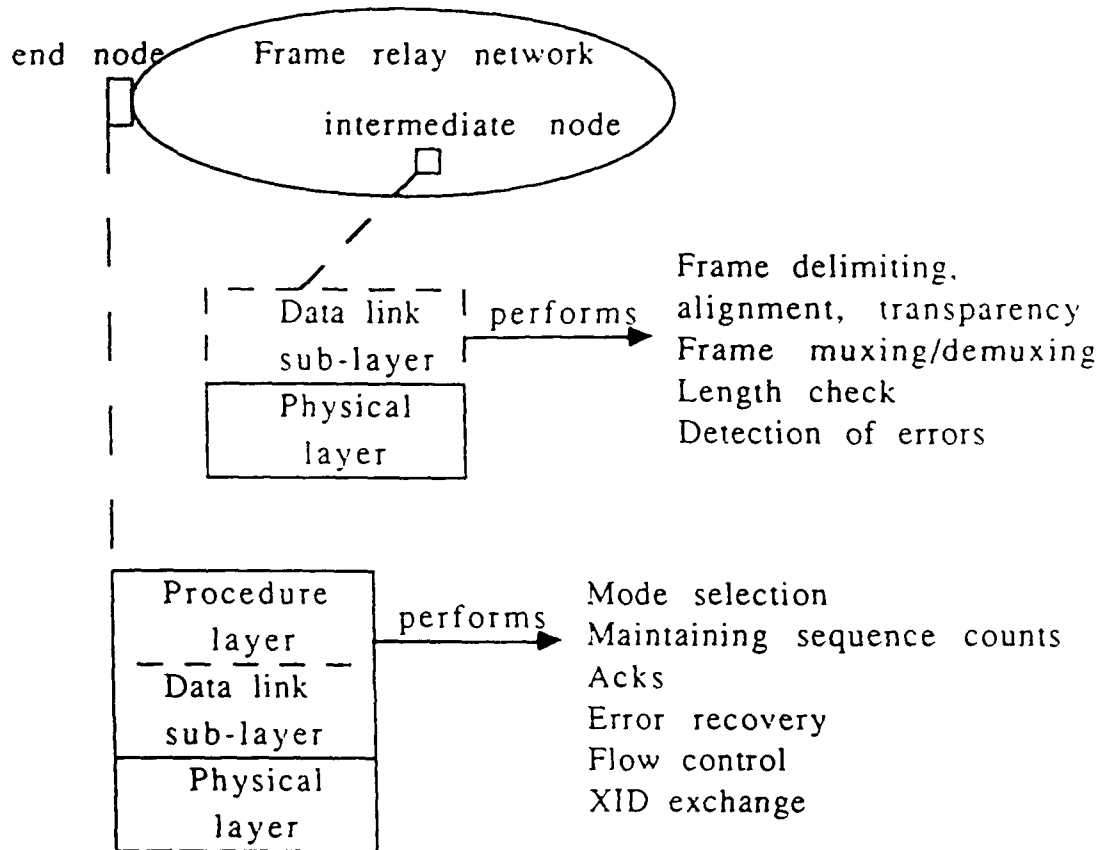 end node
Frame relay network
intermediate node
Data link
sub-layer
Physical
layer
performs
Frame delimiting,
alignment, transparency
Frame muxing/demuxing
Length check
Detection of errors
Procedure
layer
Data link
sub-layer
Physical
layer
performs
Mode selection
Maintaining sequence counts
Acks
Error recovery
Flow control
XID exchange